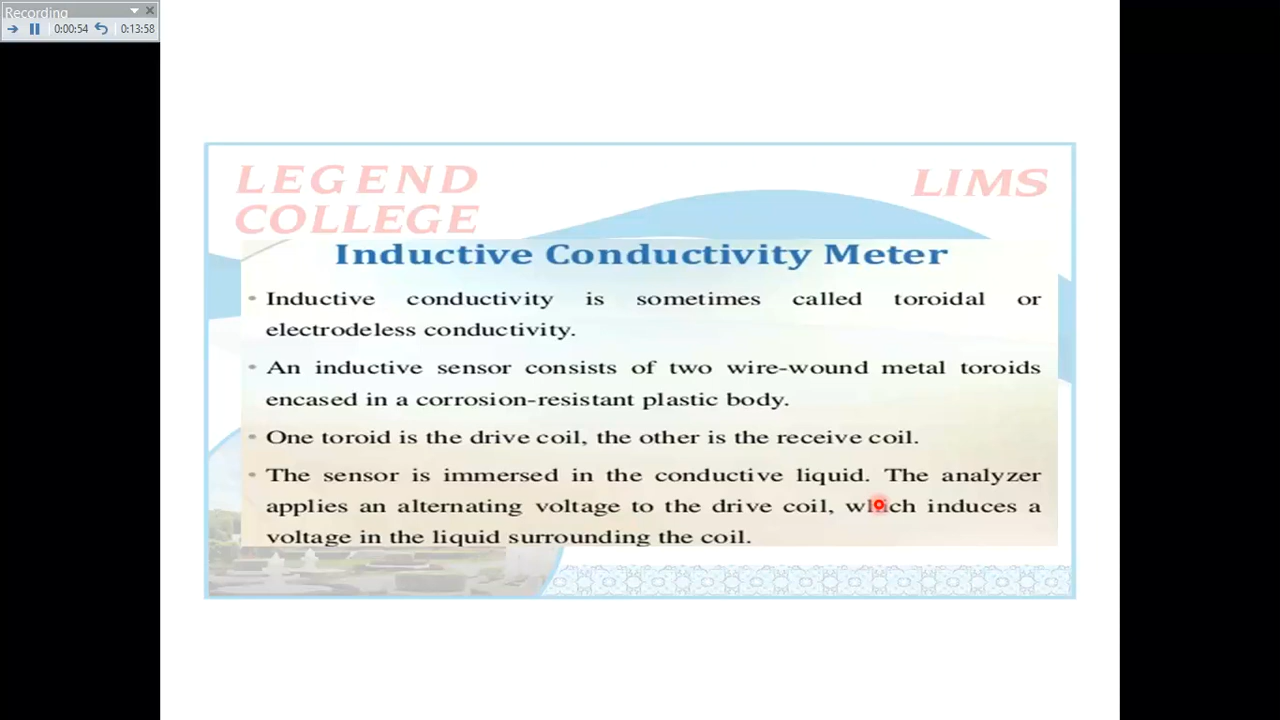 Recording
0:00:54 0:13:58
LEGEND
COLLEGE
LIMS
Inductive Conductivity Meter
• Inductive conductivity is sometimes called toroidal or
electrodeless conductivity.
• An inductive sensor consists of two wire-wound metal toroids
encased in a corrosion-resistant plastic body.
• One toroid is the drive coil, the other is the receive coil.
• The sensor is immersed in the conductive liquid. The analyzer
applies an alternating voltage to the drive coil, which induces a
voltage in the liquid surrounding the coil.